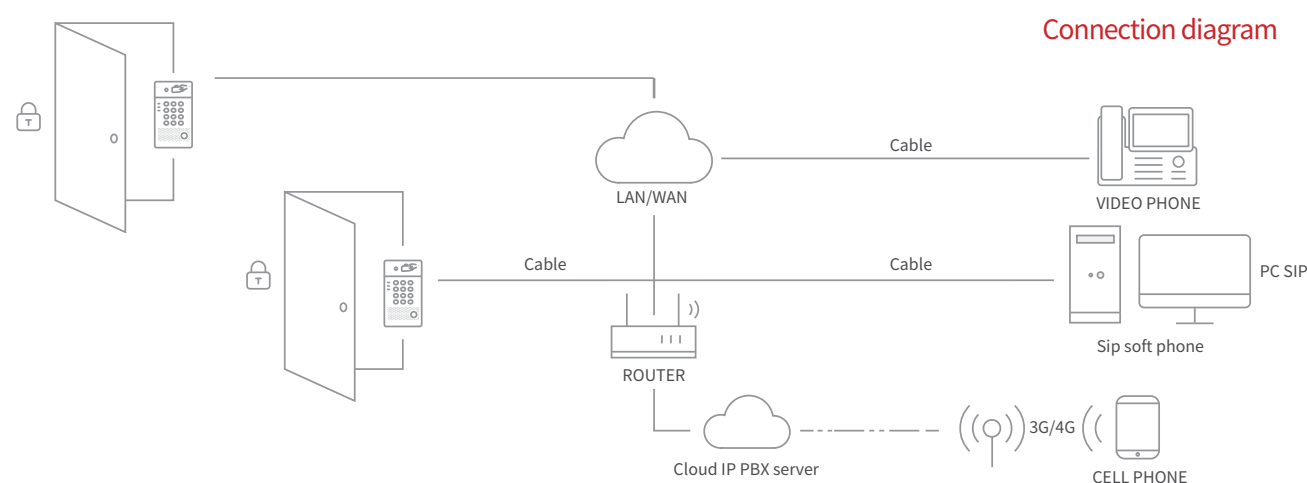 Connection diagram
Cable
LAN/WAN
VIDEO PHONE
Cable
Cable
PC SIP
Sip soft phone
ROUTER
3G/4G
Cloud IP PBX server
CELL PHONE